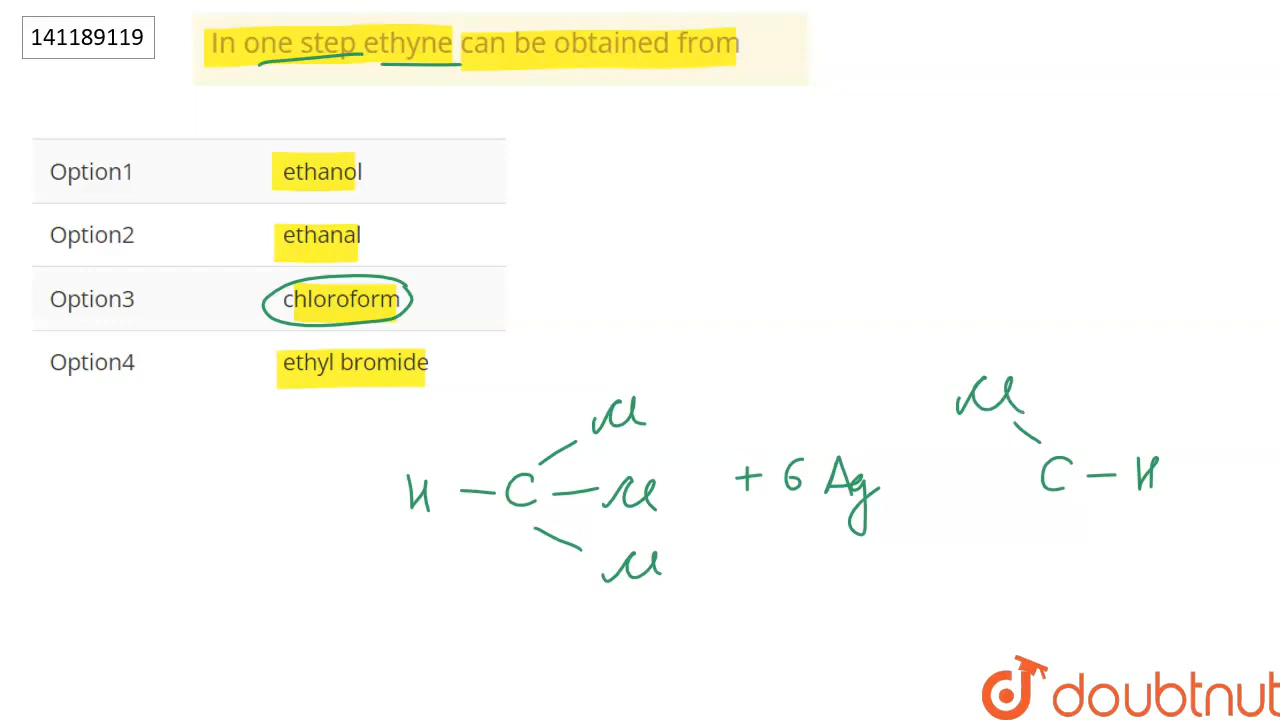 141189119
In one step ethyne can be obtained from
Option1 ethanol
Option2 ethanal
Option3 chloroform
Option4 ethyl bromide
Cl
Cl
H - C - Cl + 6 Ag C - H
Cl
doubtnut